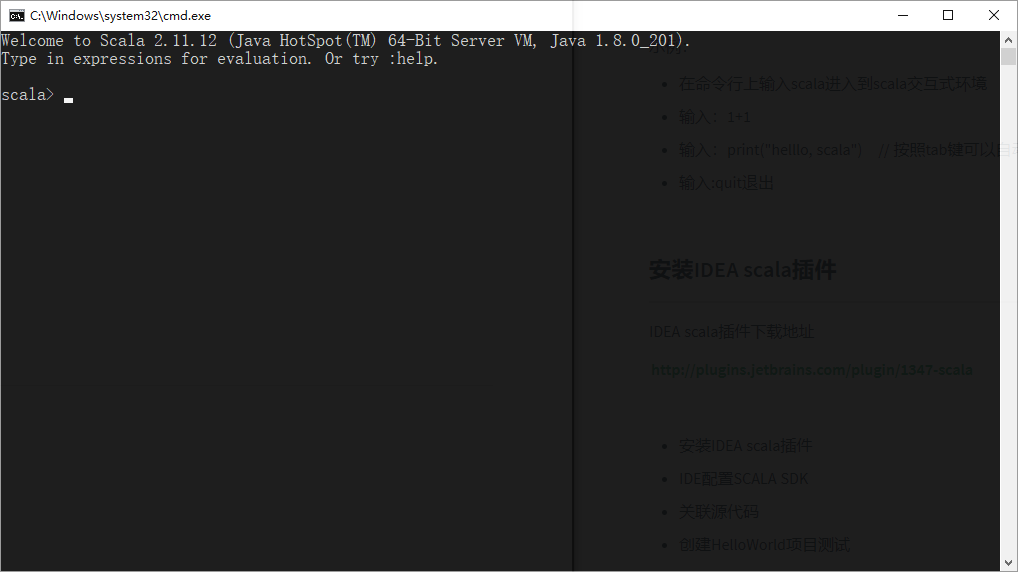 C:\Windows\system32\cmd.exe
Welcome to Scala 2.11.12 (Java HotSpot(TM) 64-Bit Server VM, Java 1.8.0_201).
Type in expressions for evaluation. Or try :help.
scala>
在命令行上输入scala进入到scala交互式环境
输入：1+1
输入：print("helllo, scala") // 按照tab键可以自
输入:quit退出
安装IDEA scala插件
IDEA scala插件下载地址
http://plugins.jetbrains.com/plugin/1347-scala
安装IDEA scala插件
IDE配置SCALA SDK
关联源代码
创建HelloWorld项目测试